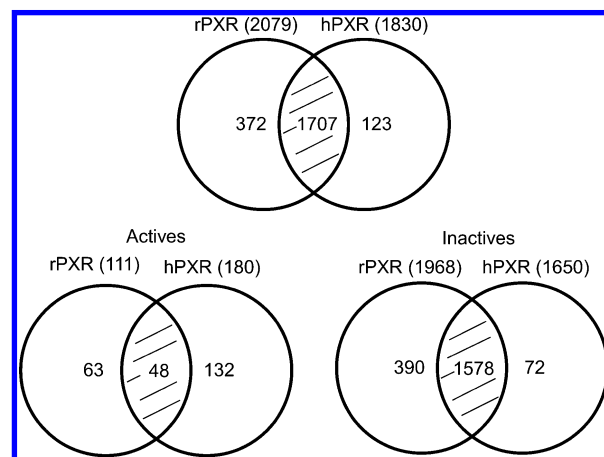 rPXR (2079) hPXR (1830)
372 1707 123
Actives
rPXR (111) hPXR (180)
63 48 132
Inactives
rPXR (1968) hPXR (1650)
390 1578 72